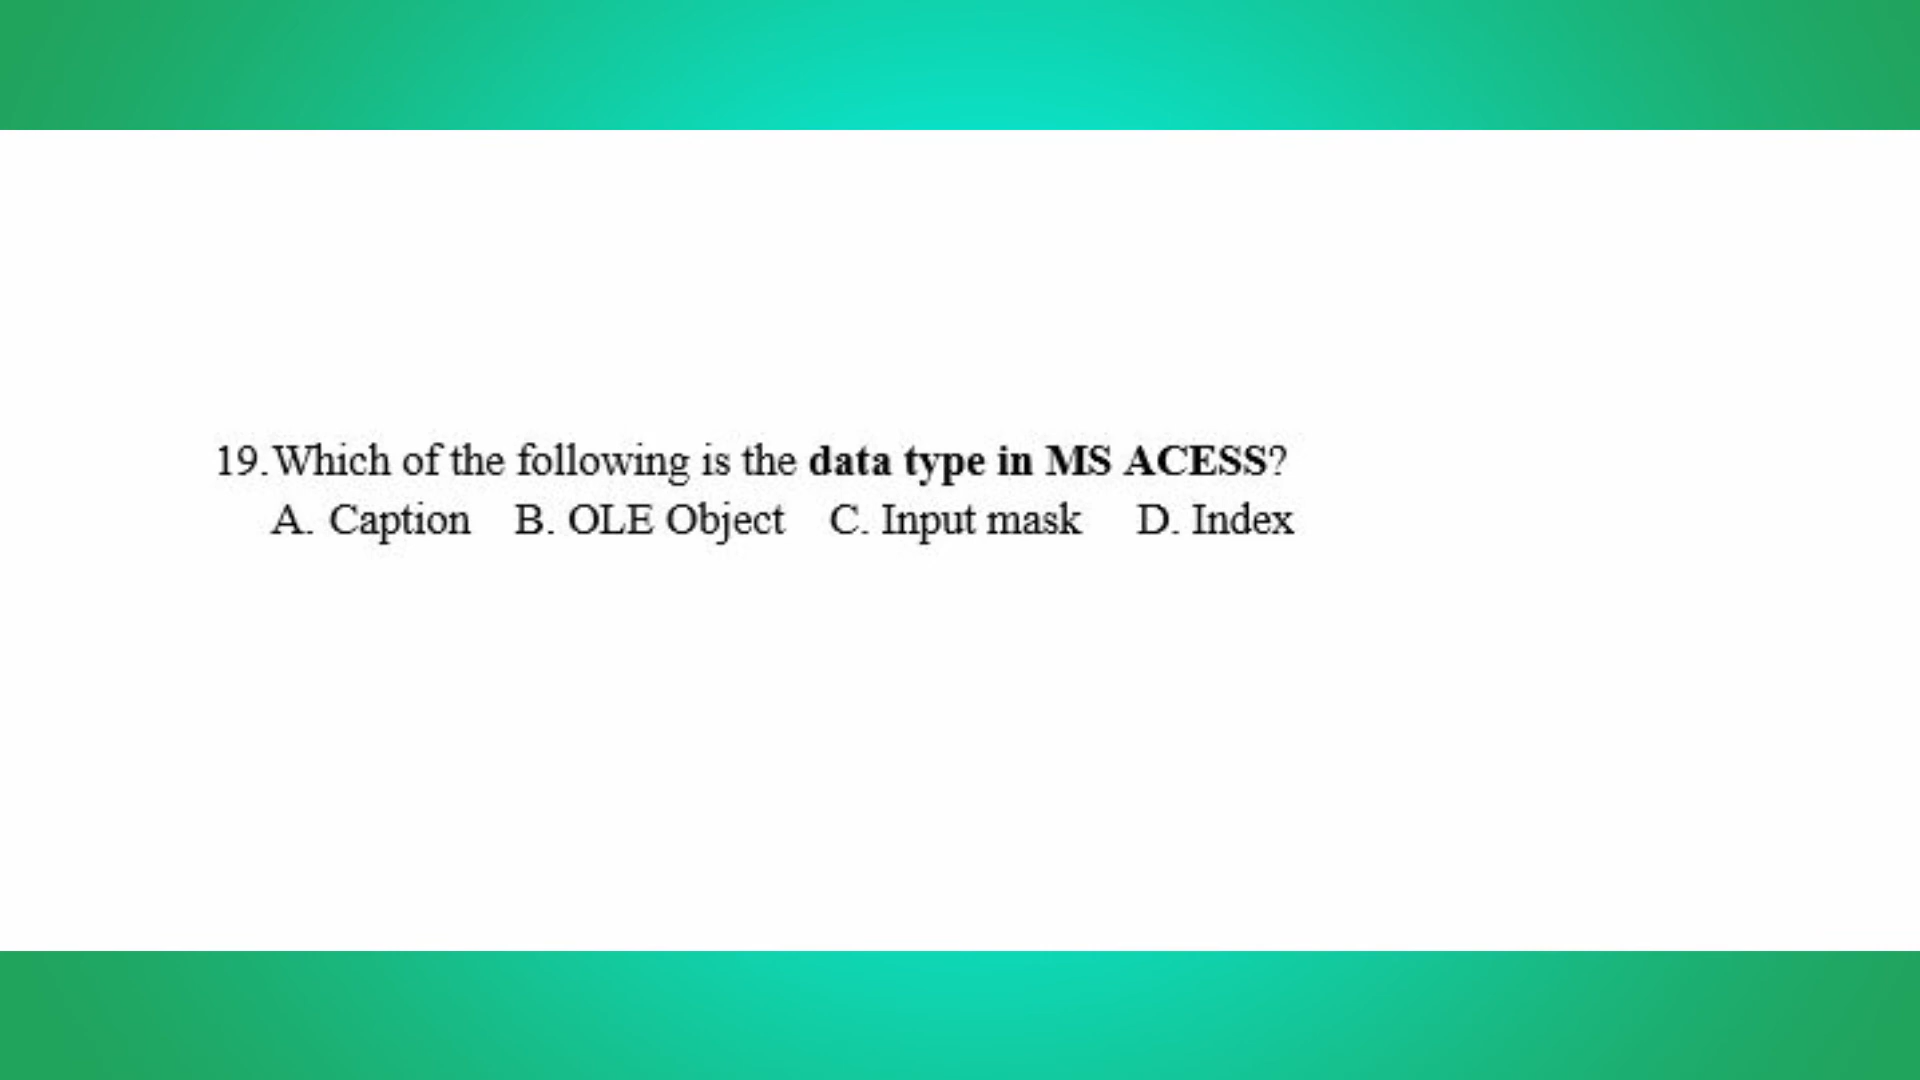 19.Which of the following is the data type in MS ACESS?
A. Caption B. OLE Object C. Input mask D. Index